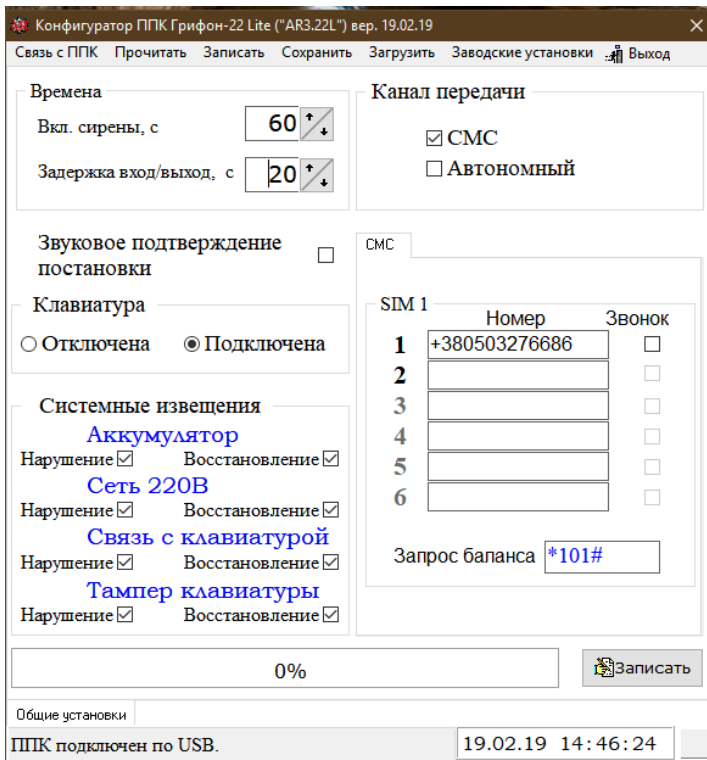 Конфигуратор ППК Грифон-22 Lite ("AR3.22L") вер. 19.02.19
Связь с ППК Прочитать Записать Сохранить Загрузить Заводские установки Выход
Времена
Вкл. сирены, с 60
Задержка вход/выход, с 20
Канал передачи
СМС
Автономный
Звуковое подтверждение
постановки
Клавиатура
Отключена Подключена
Системные извещения
Аккумулятор
Нарушение Восстановление
Сеть 220В
Нарушение Восстановление
Связь с клавиатурой
Нарушение Восстановление
Тампер клавиатуры
Нарушение Восстановление
СМС
SIM 1
Номер Звонок
1 +380503276686
2
3
4
5
6
Запрос баланса *101#
0%
Записать
Общие установки
ППК подключен по USB.
19.02.19 14:46:24